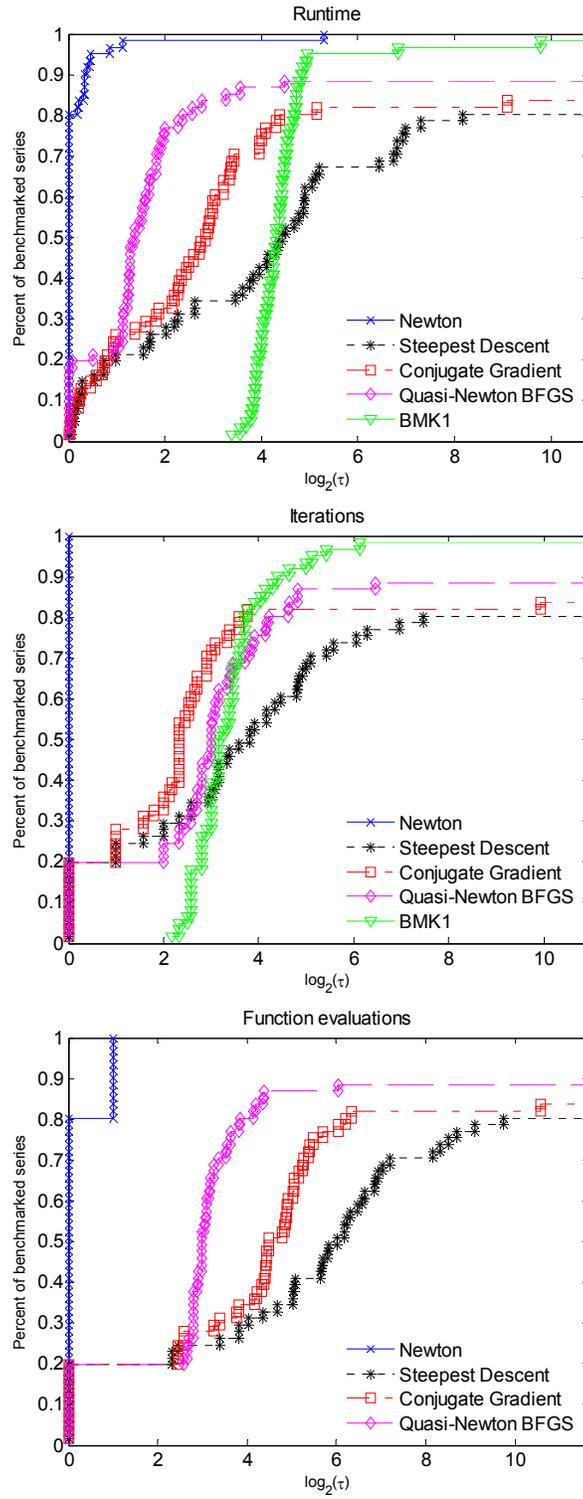 Runtime
1
0.9
0.8
0.7
0.6
0.5
0.4
0.3
0.2
0.1
0
Percent of benchmarked series
0 2 4 6 8 10
log2(τ)
Newton
Steepest Descent
Conjugate Gradient
Quasi-Newton BFGS
BMK1
Iterations
1
0.9
0.8
0.7
0.6
0.5
0.4
0.3
0.2
0.1
0
Percent of benchmarked series
0 2 4 6 8 10
log2(τ)
Newton
Steepest Descent
Conjugate Gradient
Quasi-Newton BFGS
BMK1
Function evaluations
1
0.9
0.8
0.7
0.6
0.5
0.4
0.3
0.2
0.1
0
Percent of benchmarked series
0 2 4 6 8 10
log2(τ)
Newton
Steepest Descent
Conjugate Gradient
Quasi-Newton BFGS